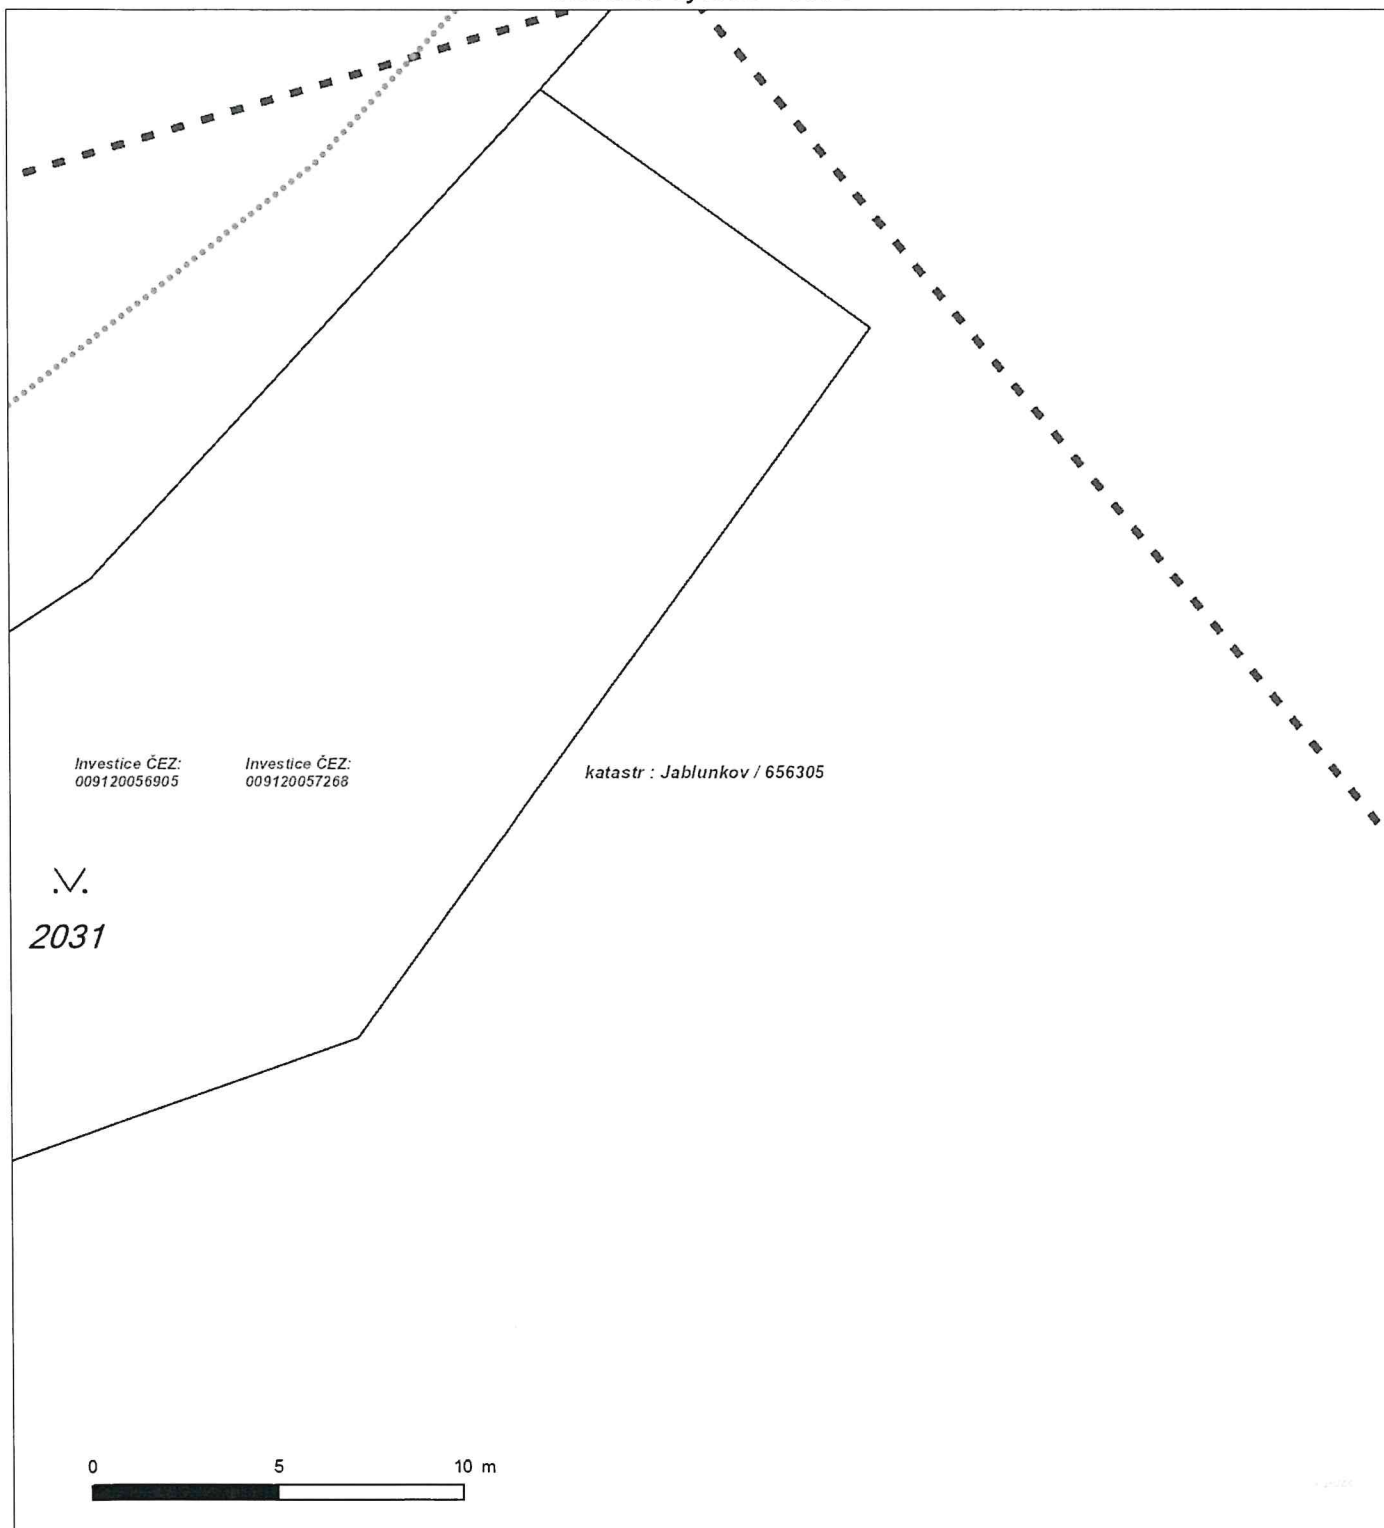 Investice ČEZ:
009120056905
Investice ČEZ:
009120057268
katastr : Jablunkov / 656305
2031
0 5 10 m